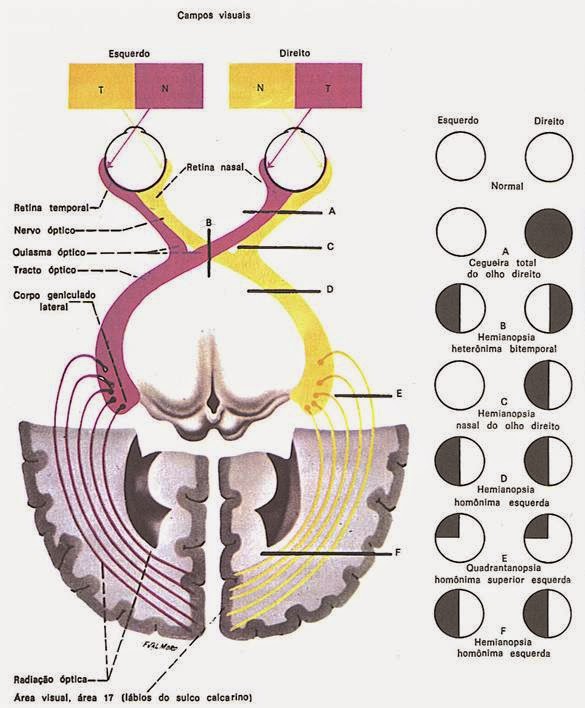 Campos visuais
Esquerdo
Direito
T
N
N
T
Retina nasal
Retina temporal
Nervo óptico
Quiasma óptico
Tracto óptico
Corpo geniculado
lateral
B
A
C
D
E
F
Esquerdo
Direito
Normal
A
Cegueira total
do olho direito
B
Hemianopsia
heterônima bitemporal
C
Hemianopsia
nasal do olho direito
D
Hemianopsia
homônima esquerda
E
Quadrantanopsia
homônima superior esquerda
F
Hemianopsia
homônima esquerda
Radiação óptica
Área visual, área 17 (lábios do sulco calcarino)